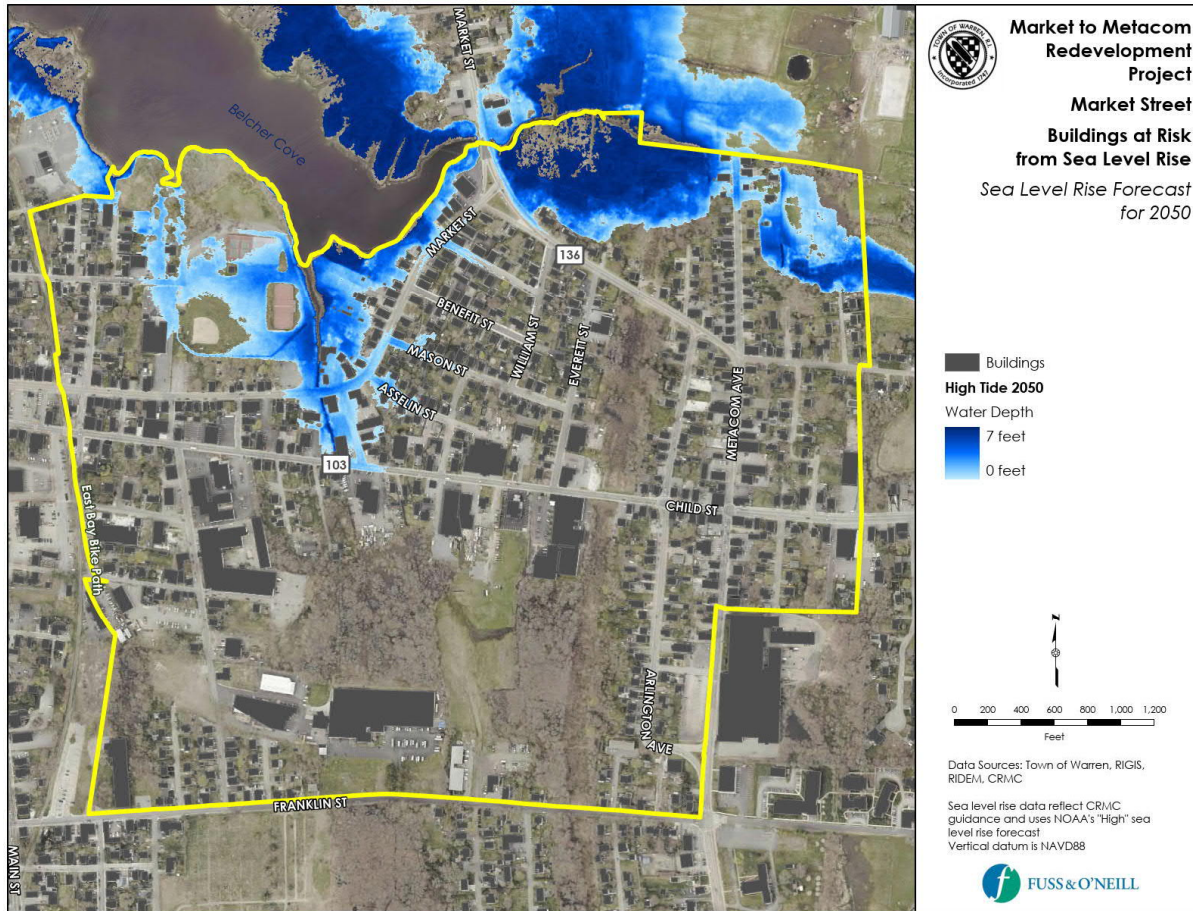 Market to Metacom
Redevelopment
Project
Market Street
Buildings at Risk
from Sea Level Rise
Sea Level Rise Forecast
for 2050
TOWN OF WARREN, R.I.
Incorporated 1747
Buildings
High Tide 2050
Water Depth
7 feet
0 feet
0 200 400 600 800 1,000 1,200
Feet
Data Sources: Town of Warren, RIGIS,
RIDEM, CRMC
Sea level rise data reflect CRMC
guidance and uses NOAA's "High" sea
level rise forecast
Vertical datum is NAVD88
f
FUSS & O'NEILL
MARKET ST
Belcher Cove
MARKET ST
136
BENEFIT ST
WILLIAM ST
EVERETT ST
MASON ST
ASSELIN ST
METACOM AVE
103
CHILD ST
East Bay Bike Path
ARLINGTON AVE
FRANKLIN ST
MAIN ST